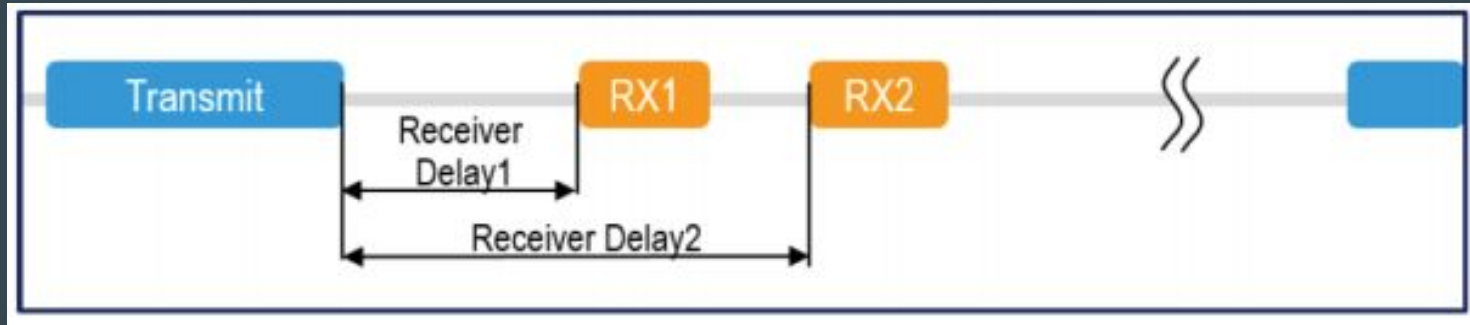 Transmit
RX1
RX2
Receiver
Delay1
Receiver Delay2